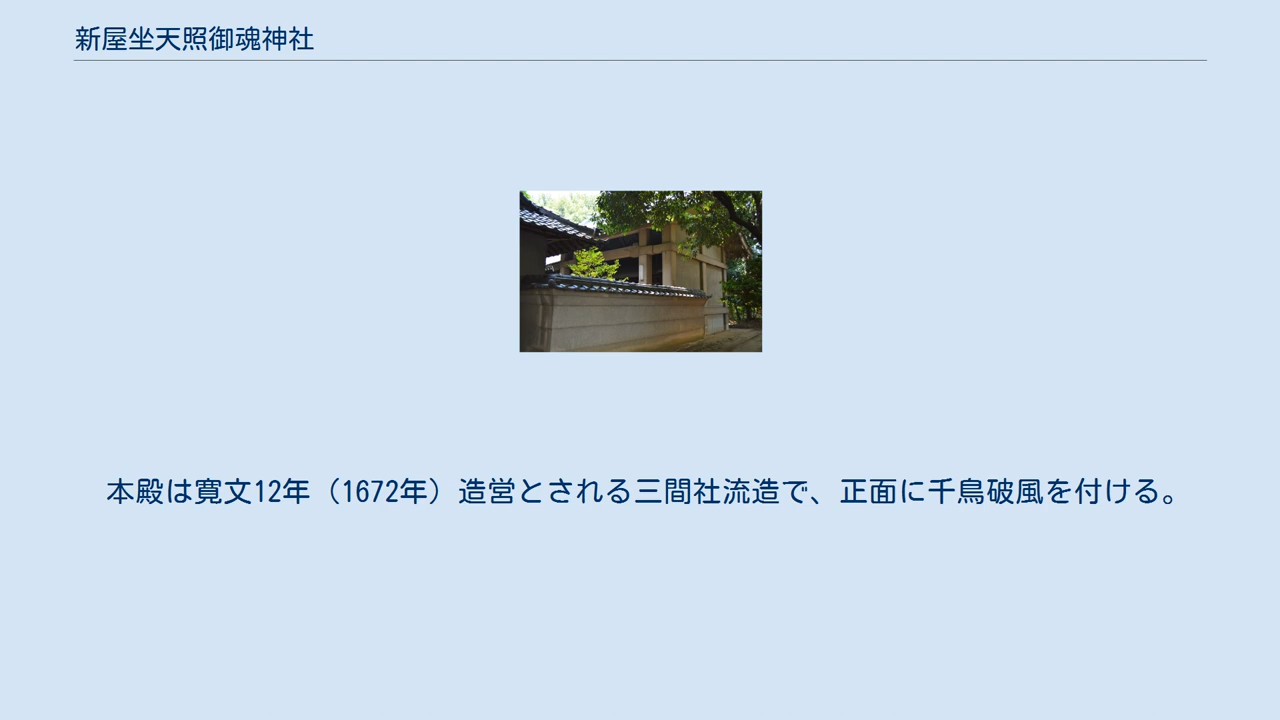 新屋坐天照御魂神社
本殿は寛文12年（1672年）造営とされる三間社流造で、正面に千鳥破風を付ける。